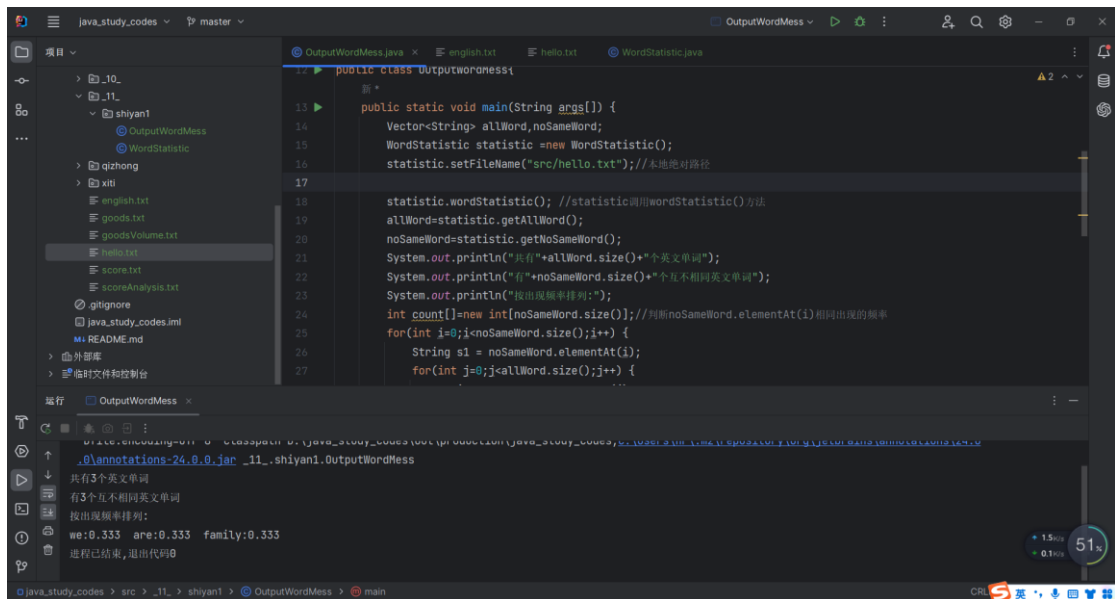 java_study_codes
master
OutputWordMess
项目
OutputWordMess.java
english.txt
hello.txt
WordStatistic.java
_10_
_11_
shiyan1
OutputWordMess
WordStatistic
qizhong
xiti
english.txt
goods.txt
goodsVolume.txt
hello.txt
score.txt
scoreAnalysis.txt
.gitignore
java_study_codes.iml
README.md
外部库
临时文件和控制台
2
12 public class OutputWordMess{
新 *
13 public static void main(String args[]) {
14 Vector<String> allWord,noSameWord;
15 WordStatistic statistic =new WordStatistic();
16 statistic.setFileName("src/hello.txt");//本地绝对路径
17
18 statistic.wordStatistic(); //statistic调用wordStatistic()方法
19 allWord=statistic.getAllWord();
20 noSameWord=statistic.getNoSameWord();
21 System.out.println("共有"+allWord.size()+"个英文单词");
22 System.out.println("有"+noSameWord.size()+"个互不相同英文单词");
23 System.out.println("按出现频率排列:");
24 int count[]=new int[noSameWord.size()];//判断noSameWord.elementAt(i)相同出现的频率
25 for(int i=0;i<noSameWord.size();i++) {
26 String s1 = noSameWord.elementAt(i);
27 for(int j=0;j<allWord.size();j++) {
运行
OutputWordMess
.0\annotations-24.0.0.jar _11_.shiyan1.OutputWordMess
共有3个英文单词
有3个互不相同英文单词
按出现频率排列:
we:0.333 are:0.333 family:0.333
进程已结束,退出代码0
1.5K/s
0.1K/s
51%
java_study_codes > src > _11_ > shiyan1 > OutputWordMess > main
CRL
英